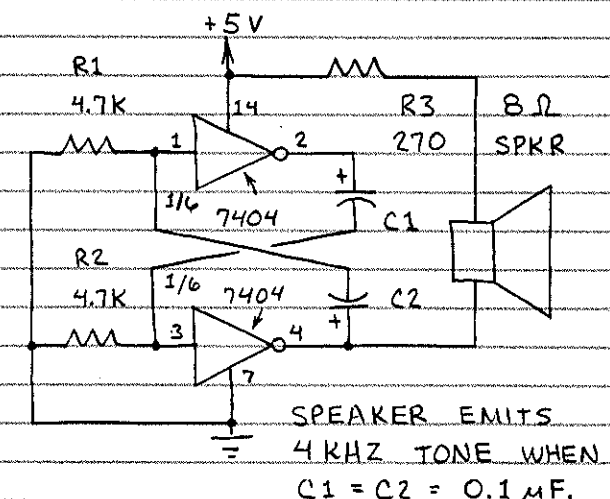 +5V
R1
4.7K
14
R3
270
8Ω
SPKR
1
2
+
1/6
7404
C1
R2
4.7K
1/6
7404
C2
+
3
4
7
SPEAKER EMITS
4 KHZ TONE WHEN
C1 = C2 = 0.1 μF.